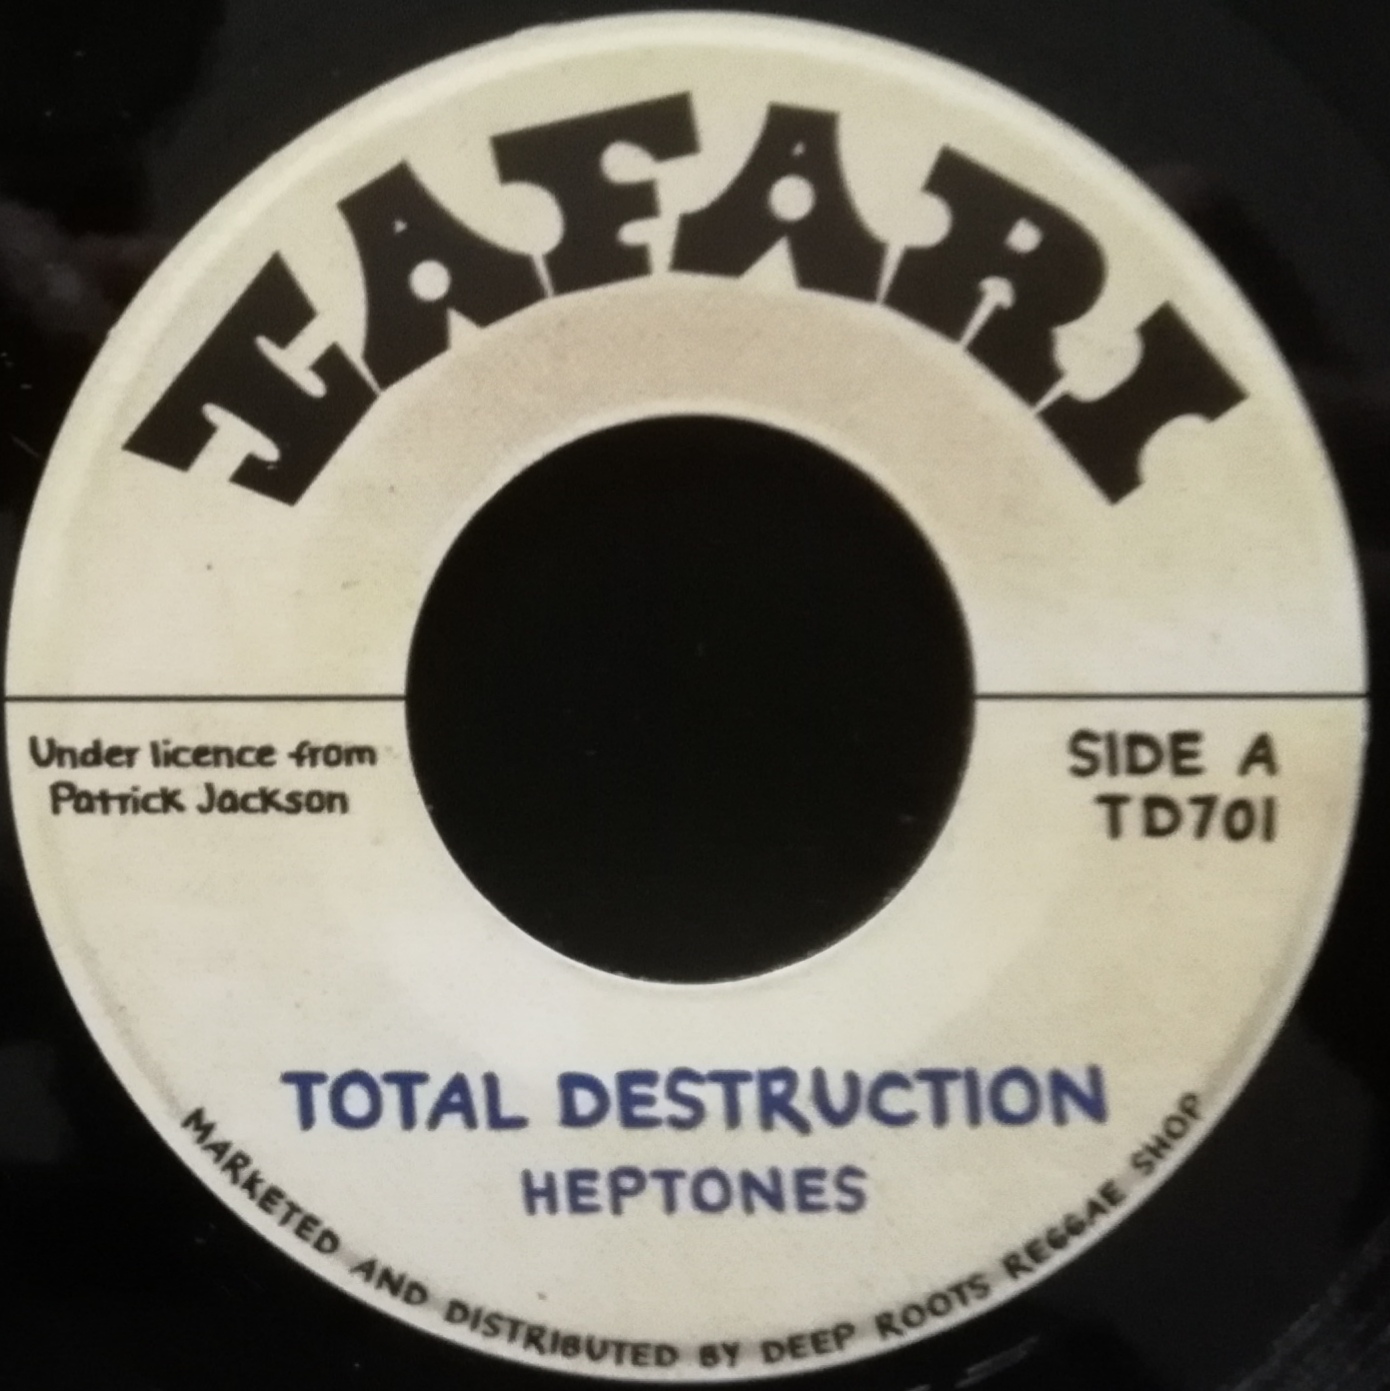 TAFARI
Under licence from
Patrick Jackson
SIDE A
TD701
TOTAL DESTRUCTION
HEPTONES
MARKETED AND DISTRIBUTED BY DEEP ROOTS REGGAE SHOP